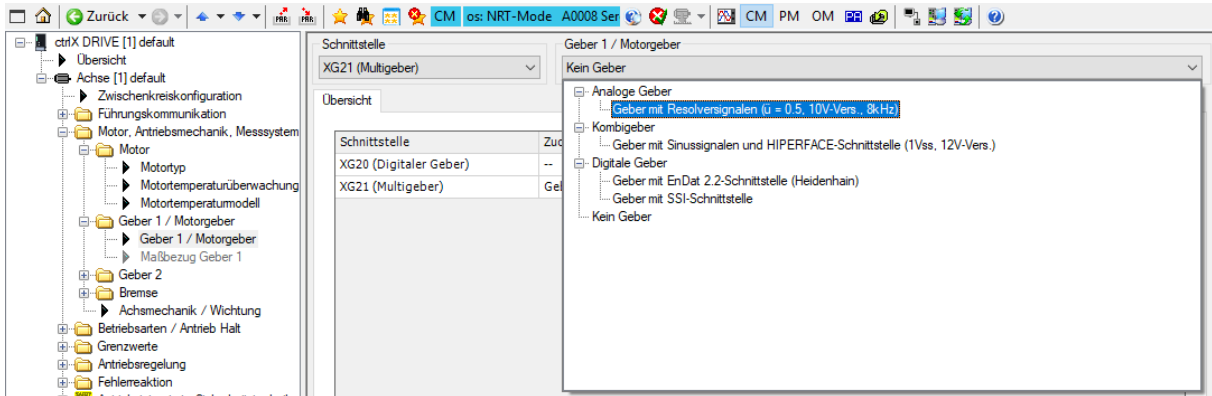 Zurück CM os: NRT-Mode A0008 Ser CM PM OM
ctrlX DRIVE [1] default
Übersicht
Achse [1] default
Zwischenkreiskonfiguration
Führungskommunikation
Motor, Antriebsmechanik, Messsystem
Motor
Motortyp
Motortemperaturüberwachung
Motortemperaturmodell
Geber 1 / Motorgeber
Geber 1 / Motorgeber
Maßbezug Geber 1
Geber 2
Bremse
Achsmechanik / Wichtung
Betriebsarten / Antrieb Halt
Grenzwerte
Antriebsregelung
Fehlerreaktion
Schnittstelle
XG21 (Multigeber)
Geber 1 / Motorgeber
Kein Geber
Übersicht
Schnittstelle Zuo
XG20 (Digitaler Geber) --
XG21 (Multigeber) Gel
Analoge Geber
Geber mit Resolversignalen (ü = 0.5, 10V-Vers., 8kHz)
Kombigeber
Geber mit Sinussignalen und HIPERFACE-Schnittstelle (1Vss, 12V-Vers.)
Digitale Geber
Geber mit EnDat 2.2-Schnittstelle (Heidenhain)
Geber mit SSI-Schnittstelle
Kein Geber